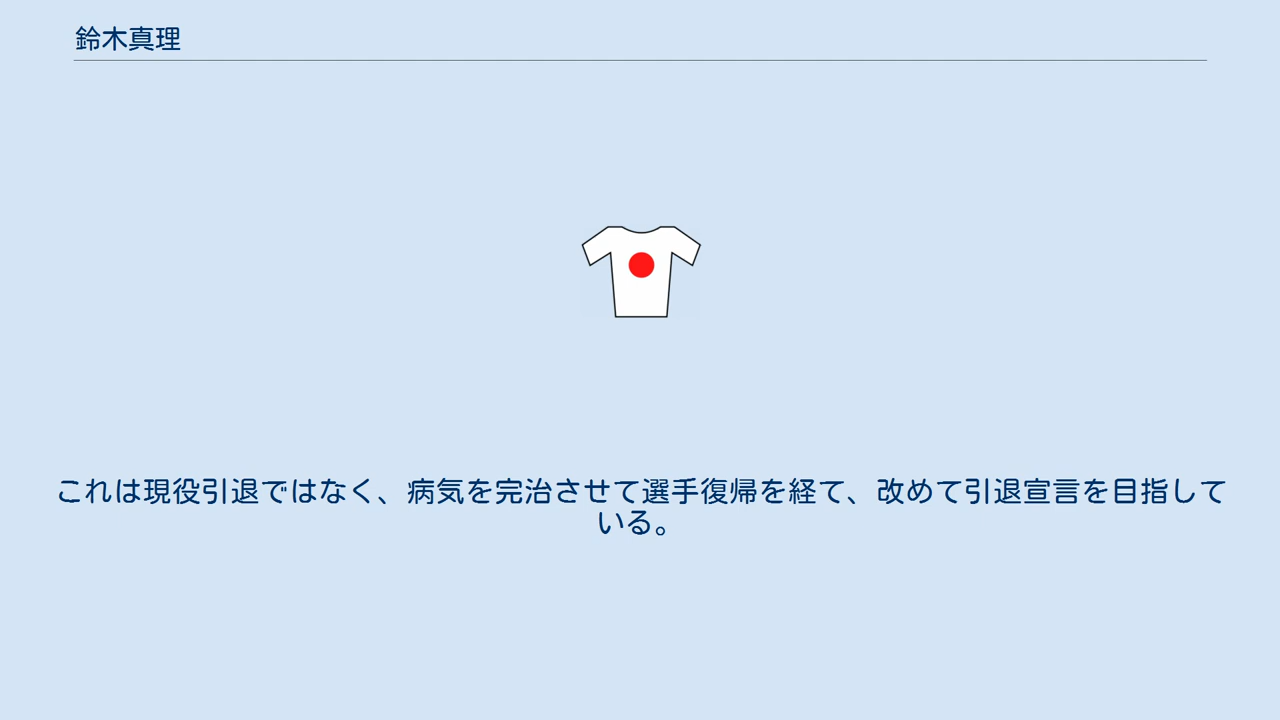 鈴木真理
これは現役引退ではなく、病気を完治させて選手復帰を経て、改めて引退宣言を目指して
いる。